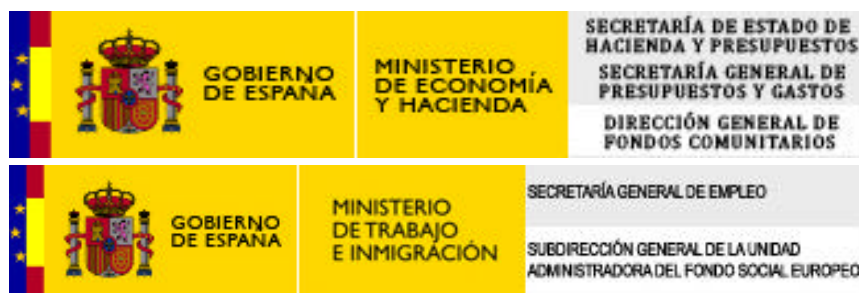 GOBIERNO
DE ESPAÑA
MINISTERIO
DE ECONOMÍA
Y HACIENDA
SECRETARÍA DE ESTADO DE
HACIENDA Y PRESUPUESTOS
SECRETARÍA GENERAL DE
PRESUPUESTOS Y GASTOS
DIRECCIÓN GENERAL DE
FONDOS COMUNITARIOS
GOBIERNO
DE ESPAÑA
MINISTERIO
DE TRABAJO
E INMIGRACIÓN
SECRETARÍA GENERAL DE EMPLEO
SUBDIRECCIÓN GENERAL DE LA UNIDAD
ADMINISTRADORA DEL FONDO SOCIAL EUROPEO